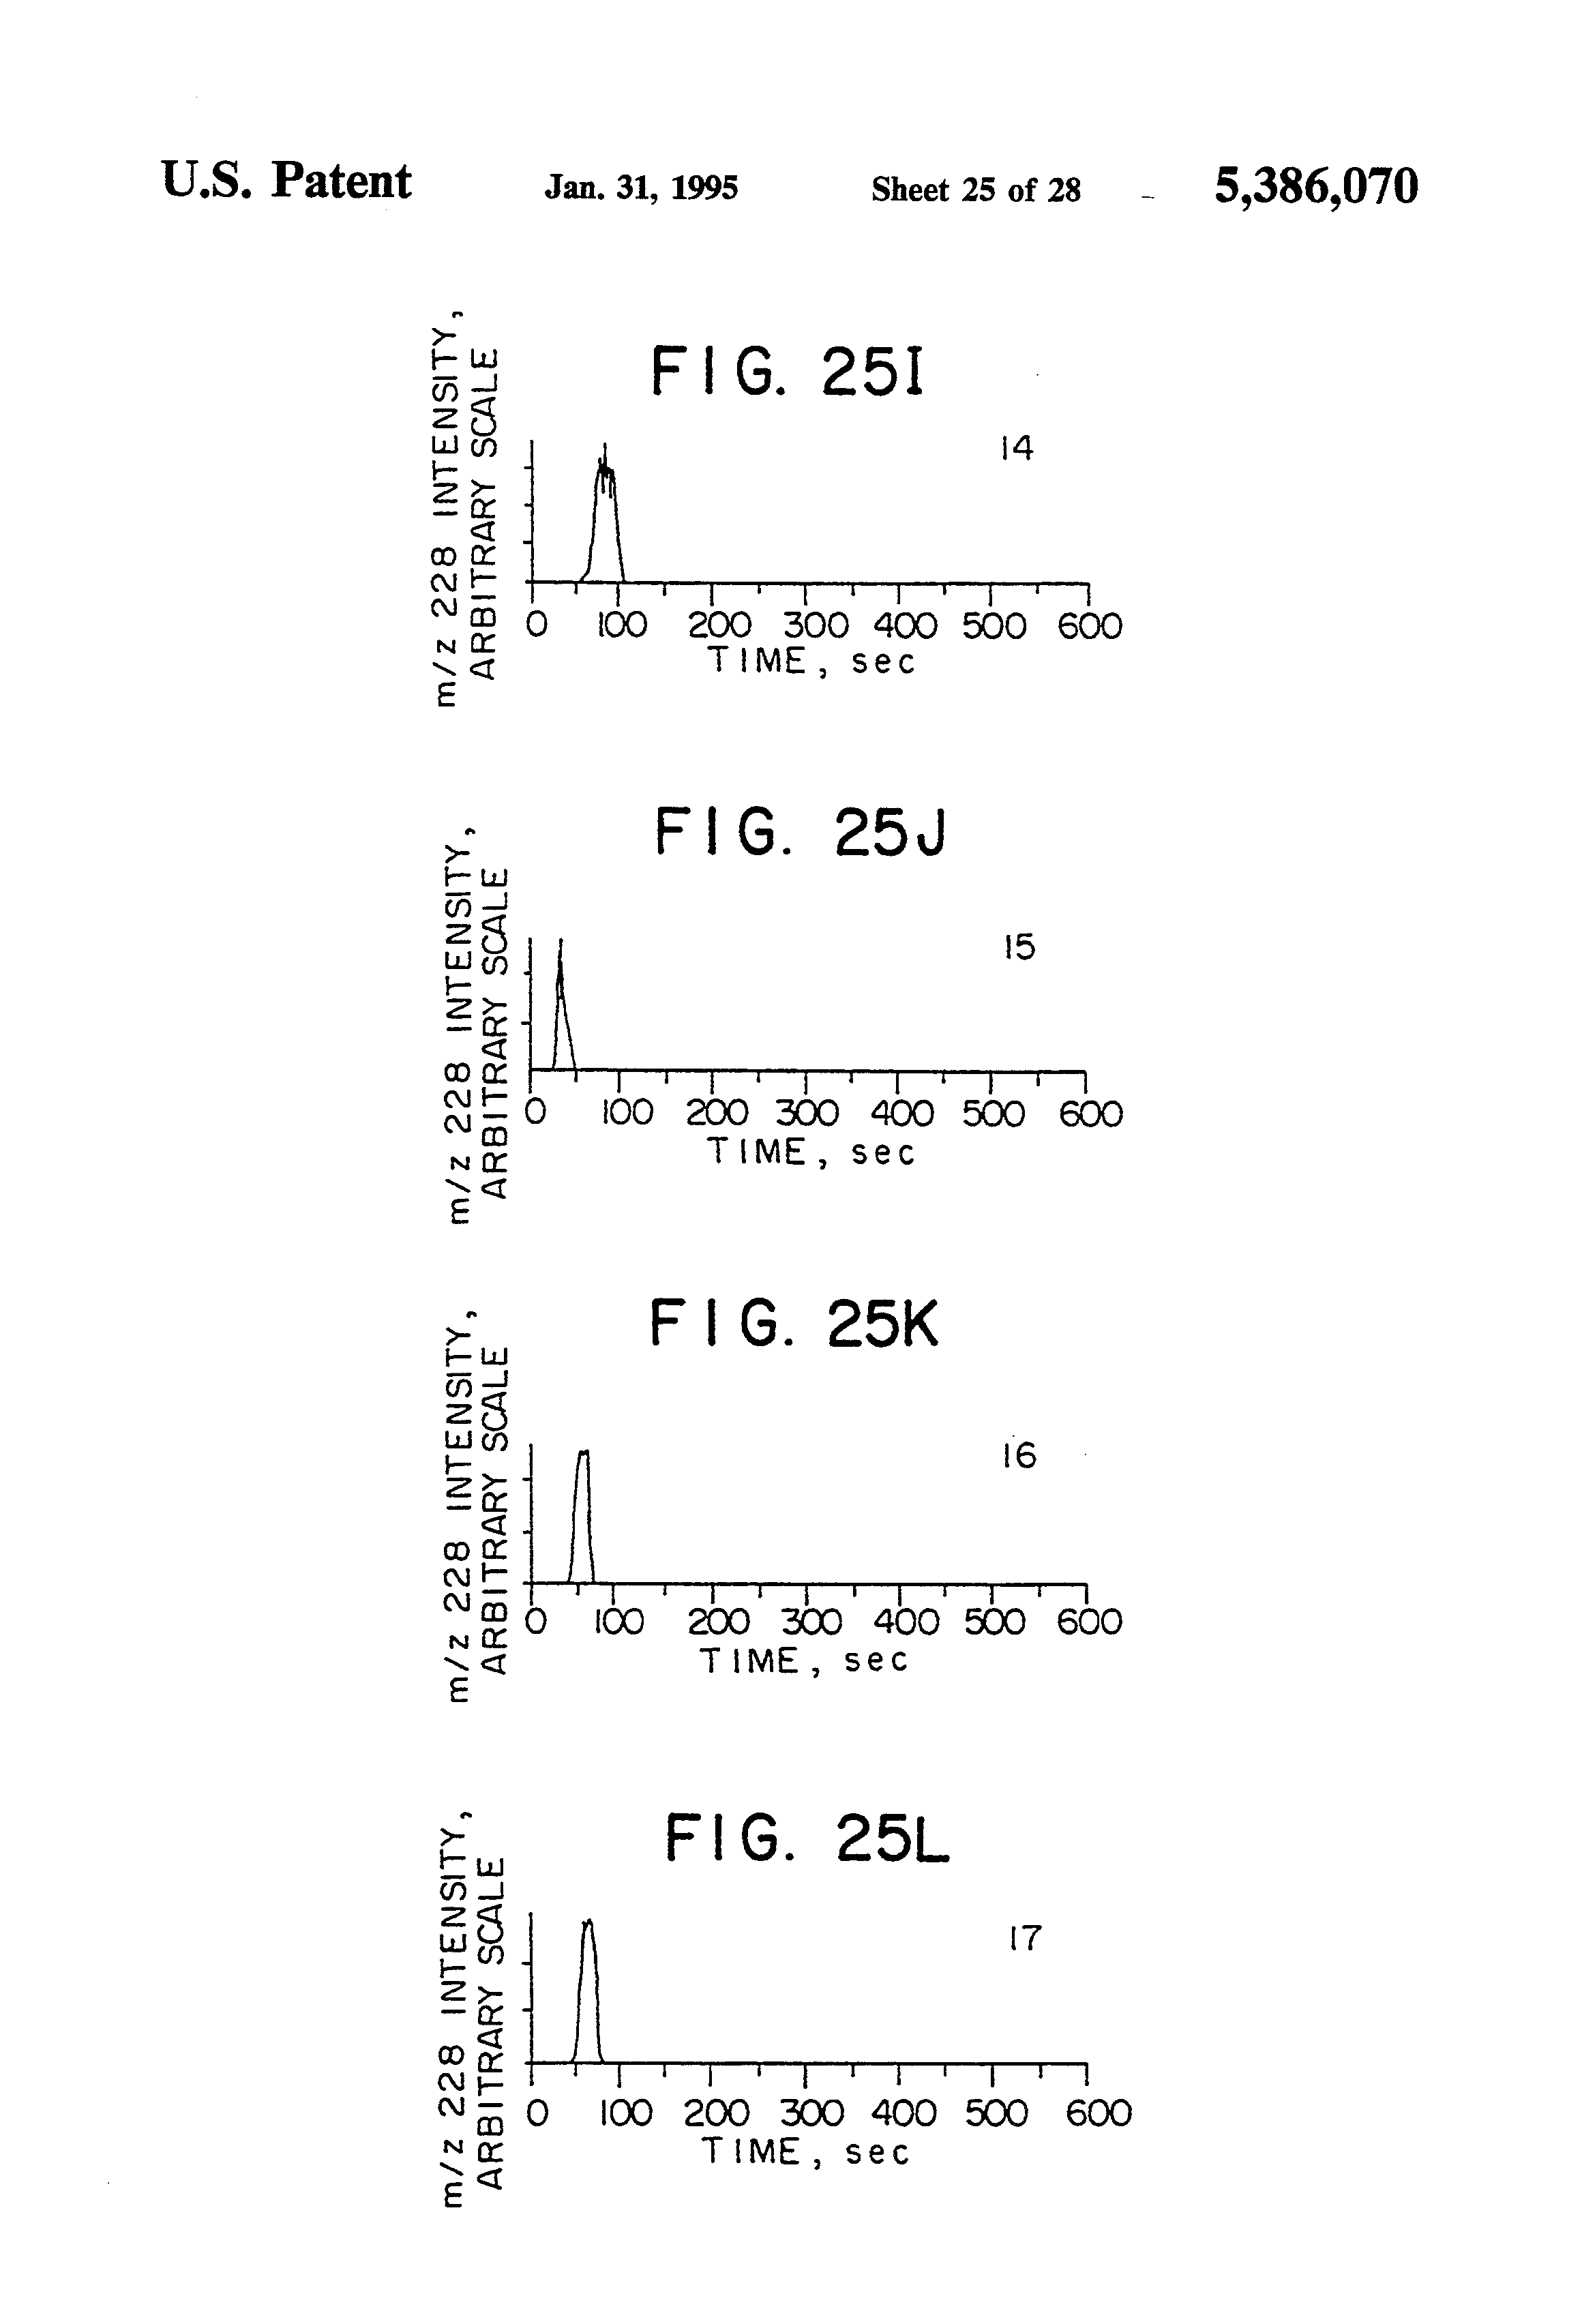 U.S. Patent Jan. 31, 1995 Sheet 25 of 28 5,386,070
FIG. 25I
m/z 228 INTENSITY,
ARBITRARY SCALE
14
0 100 200 300 400 500 600
TIME, sec
FIG. 25J
m/z 228 INTENSITY,
ARBITRARY SCALE
15
0 100 200 300 400 500 600
TIME, sec
FIG. 25K
m/z 228 INTENSITY,
ARBITRARY SCALE
16
0 100 200 300 400 500 600
TIME, sec
FIG. 25L
m/z 228 INTENSITY,
ARBITRARY SCALE
17
0 100 200 300 400 500 600
TIME, sec